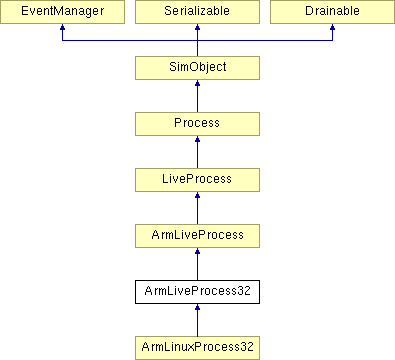 EventManager
Serializable
Drainable
SimObject
Process
LiveProcess
ArmLiveProcess
ArmLiveProcess32
ArmLinuxProcess32